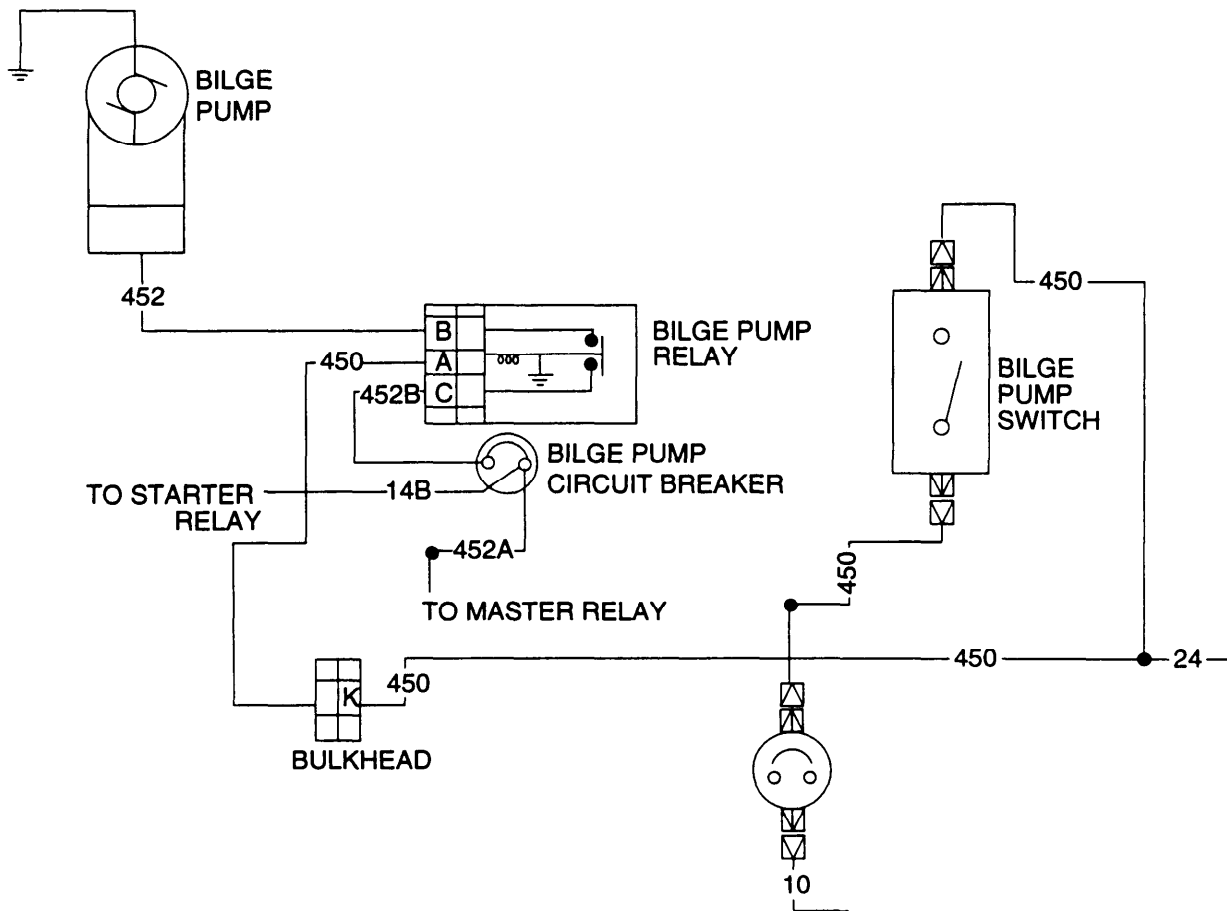 BILGE
PUMP
452
450
B
A
C
BILGE PUMP
RELAY
450
452B
BILGE
PUMP
SWITCH
BILGE PUMP
CIRCUIT BREAKER
TO STARTER
RELAY
14B
452A
TO MASTER RELAY
450
450
24
K
450
BULKHEAD
10